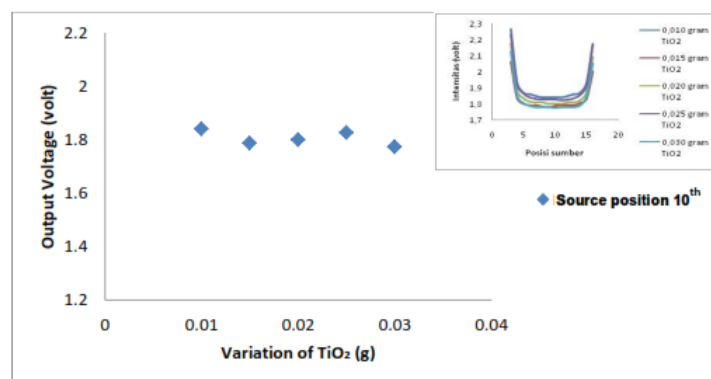 2.2
2
1.8
1.6
1.4
1.2
Output Voltage (volt)
0
0.01
0.02
0.03
0.04
Variation of TiO₂ (g)
2,3
2,2
2,1
2
1,9
1,8
1,7
Intensitas (volt)
0
5
10
15
20
Posisi sumber
0,010 gram
TiO2
0,015 gram
TiO2
0,020 gram
TiO2
0,025 gram
TiO2
0,030 gram
TiO2
Source position 10th